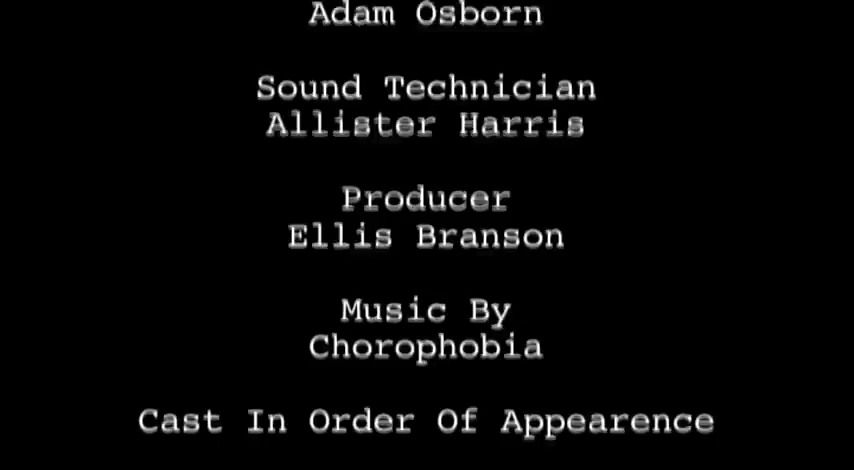 Adam Osborn
Sound Technician
Allister Harris
Producer
Ellis Branson
Music By
Chorophobia
Cast In Order Of Appearence